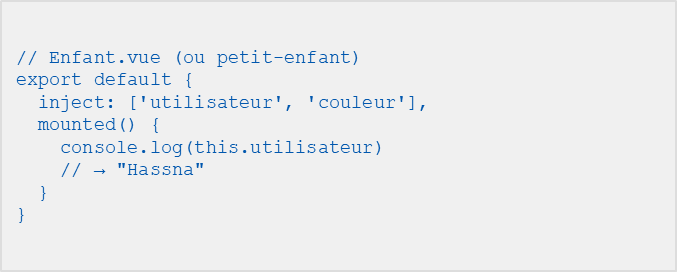 // Enfant.vue (ou petit-enfant)
export default {
  inject: ['utilisateur', 'couleur'],
  mounted() {
    console.log(this.utilisateur)
    // → "Hassna"
  }
}